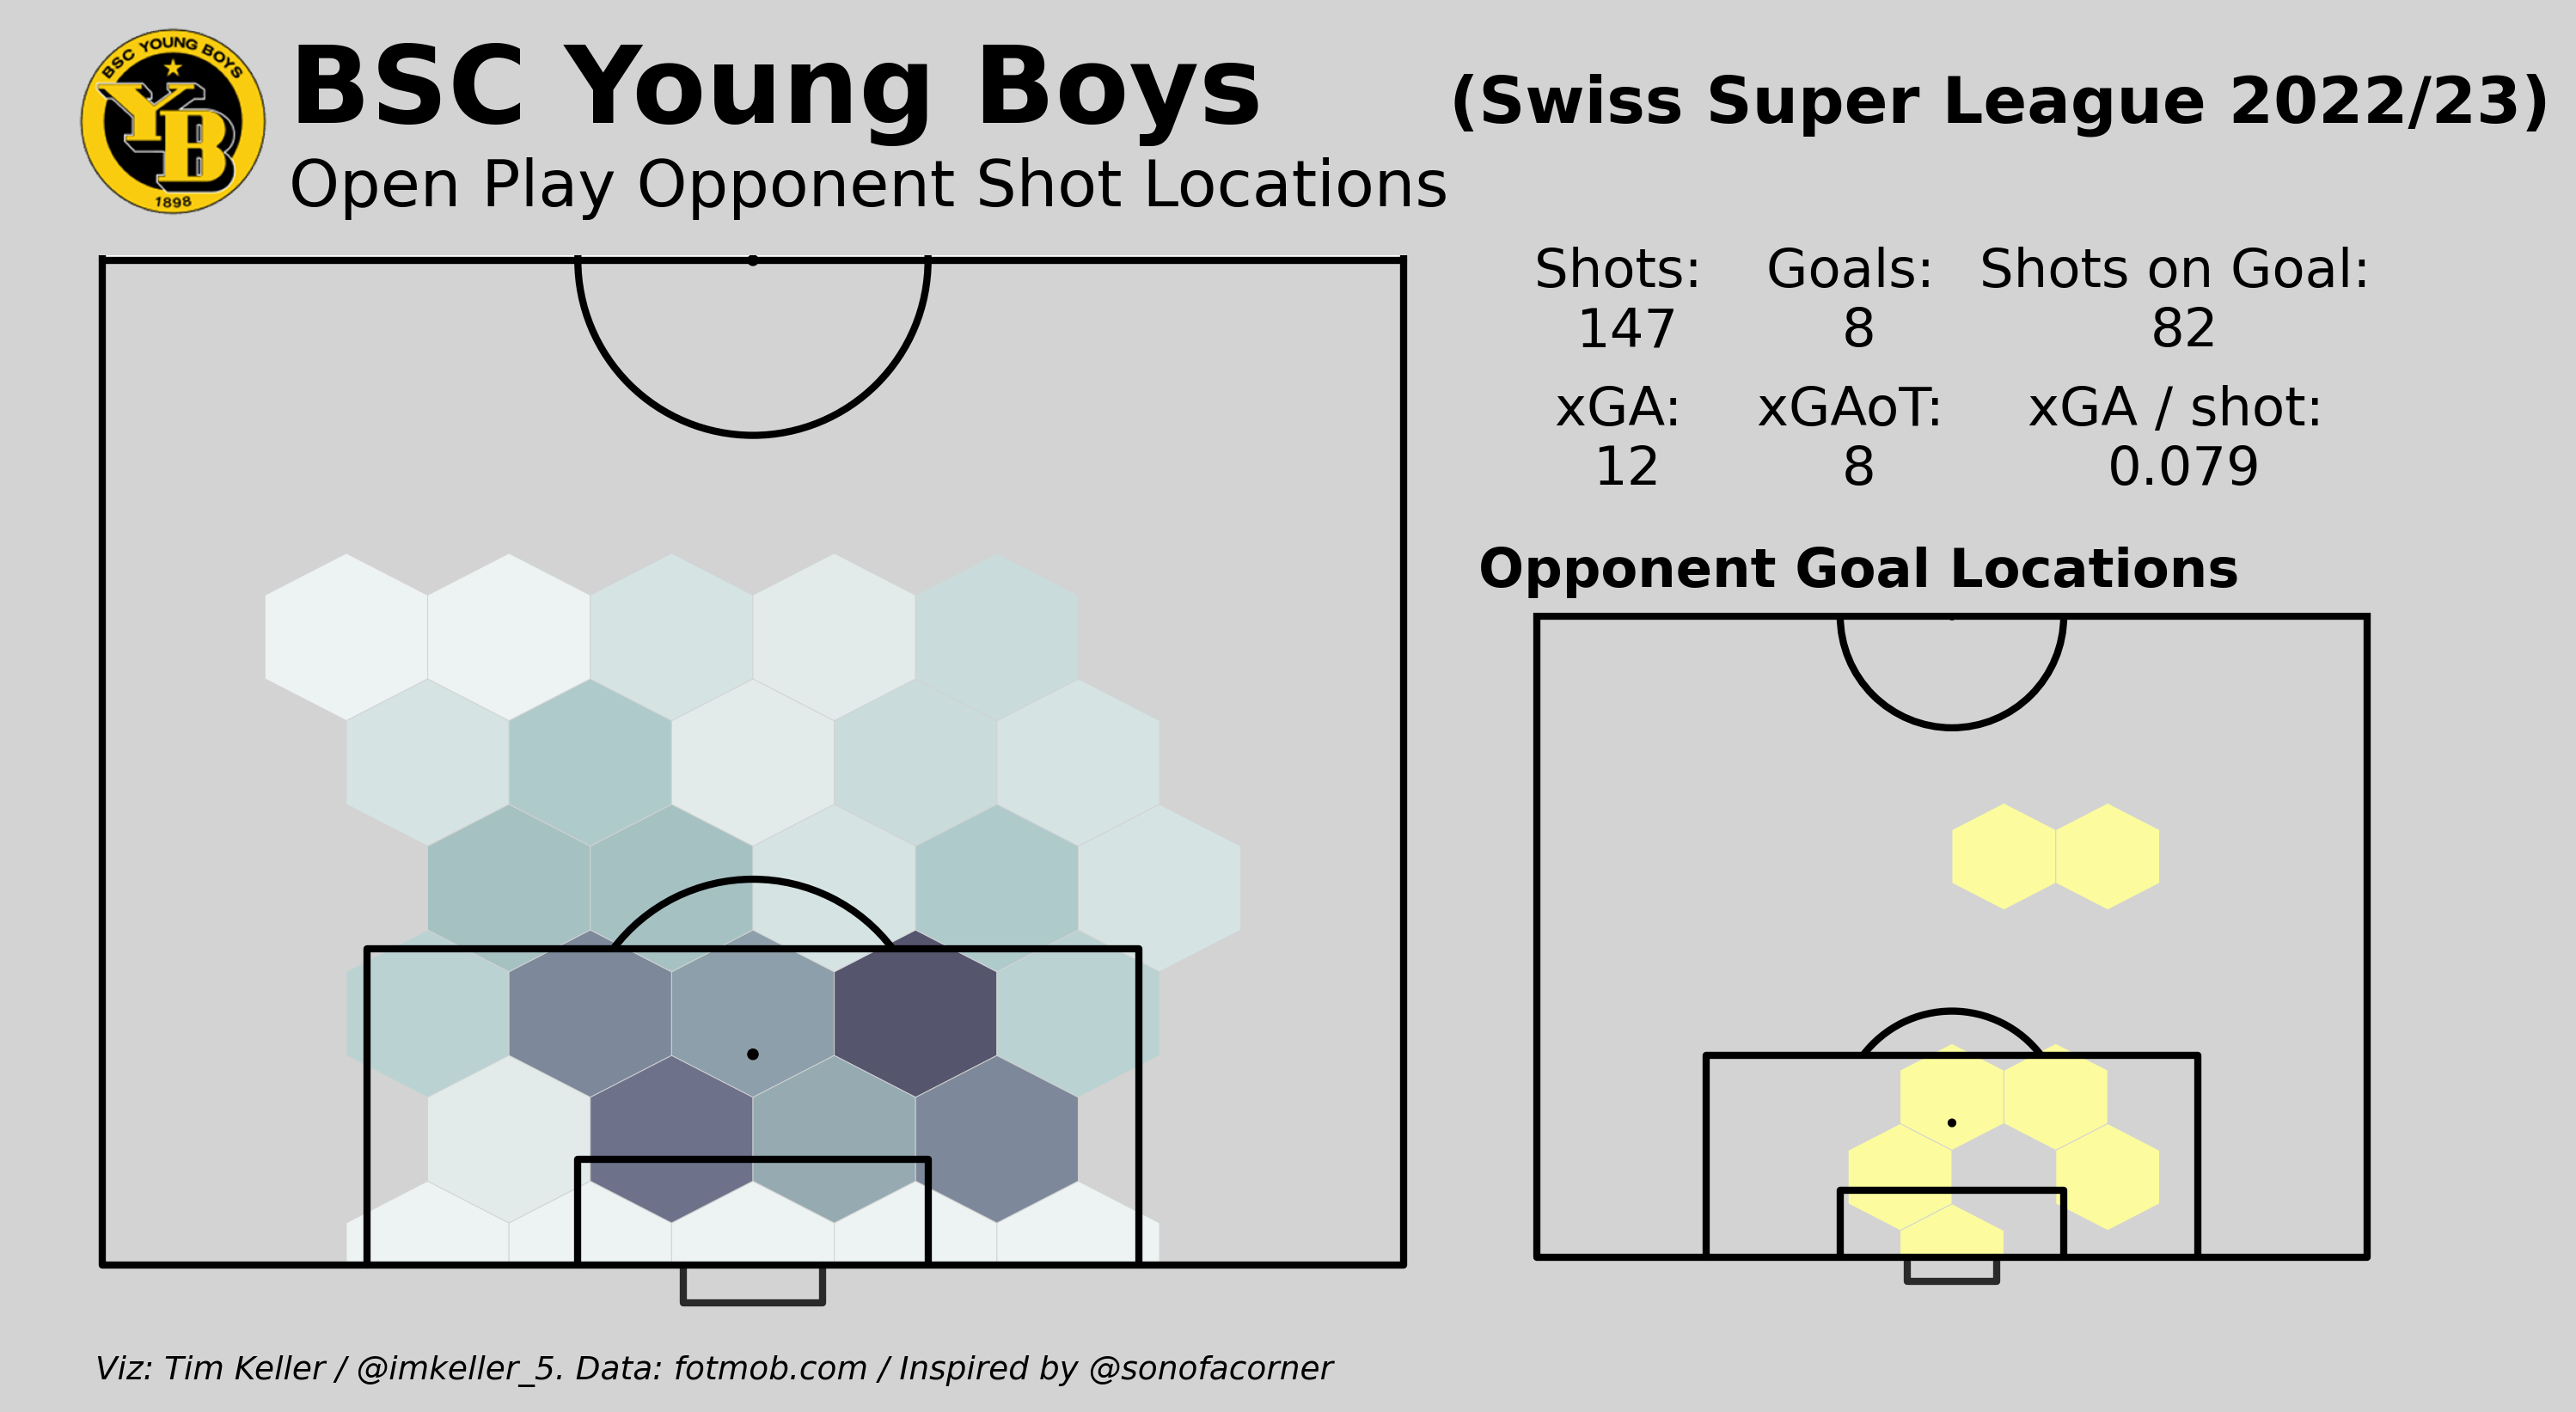 BSC YOUNG BOYS
YB
1898
BSC Young Boys
(Swiss Super League 2022/23)
Open Play Opponent Shot Locations
Shots: Goals: Shots on Goal:
147 8 82
xGA: xGAoT: xGA / shot:
12 8 0.079
Opponent Goal Locations
Viz: Tim Keller / @imkeller_5. Data: fotmob.com / Inspired by @sonofacorner